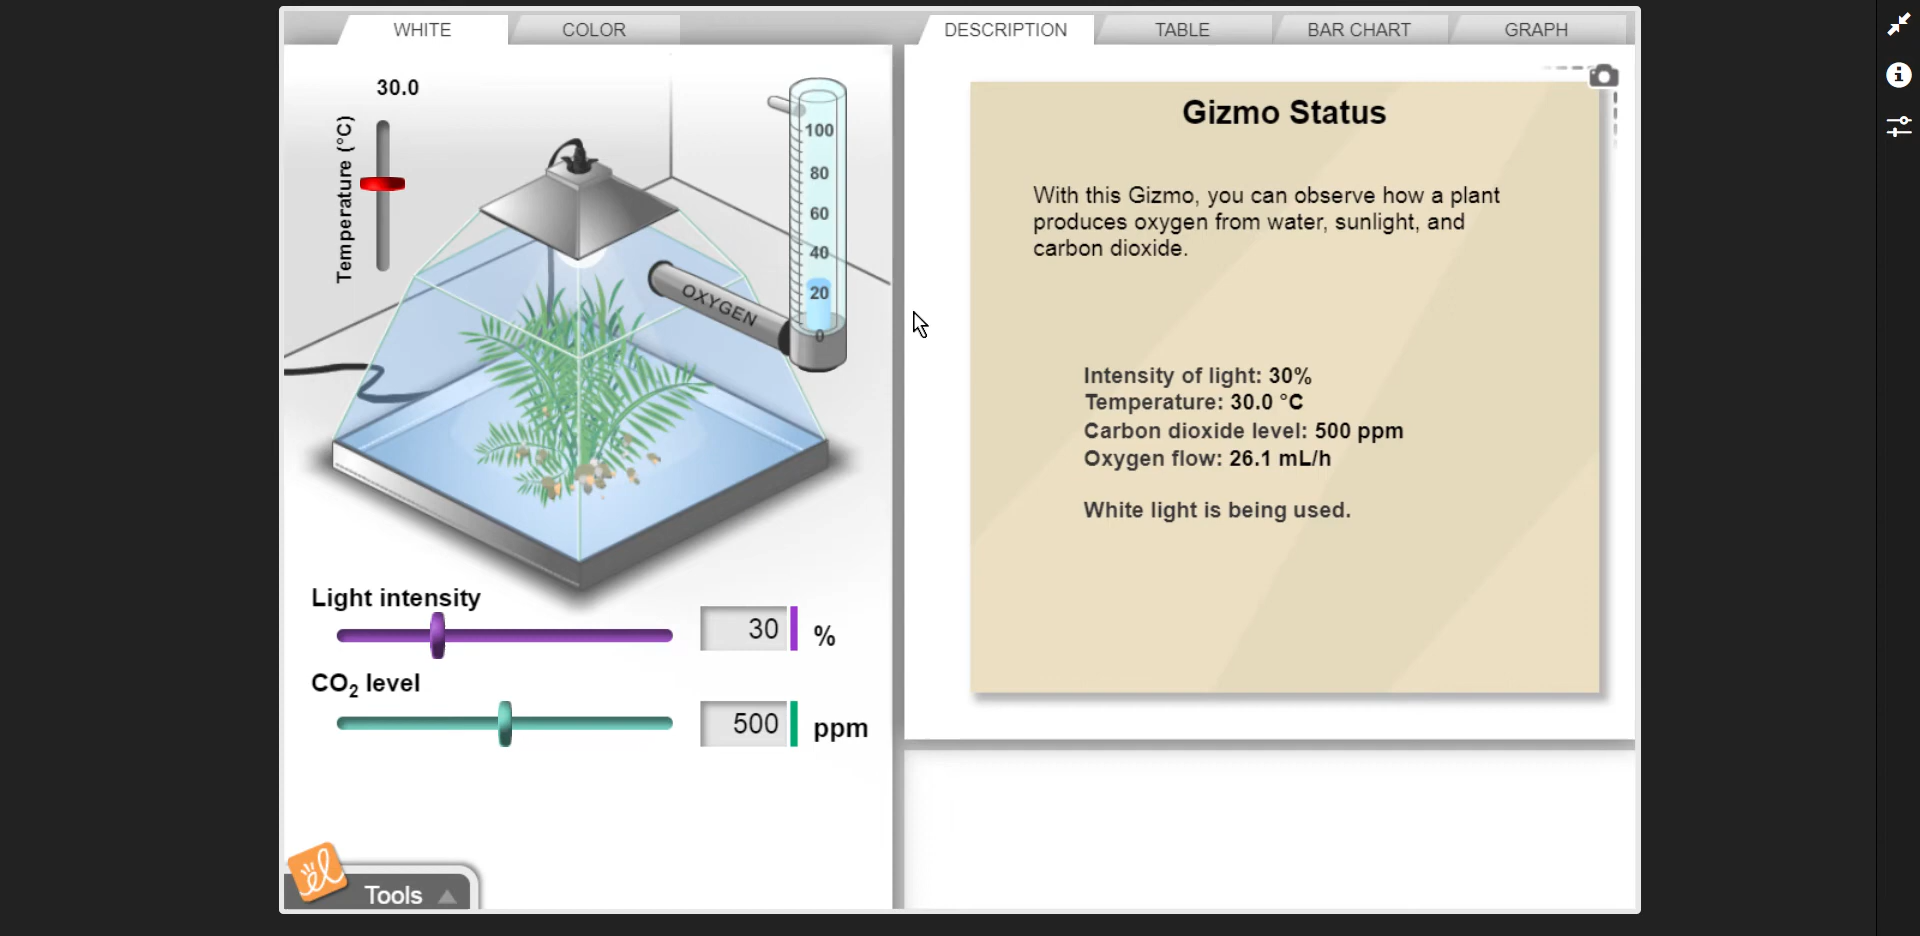 WHITE
COLOR
DESCRIPTION
TABLE
BAR CHART
GRAPH
30.0
Temperature (°C)
100
80
60
40
20
0
OXYGEN
Light intensity
30
%
CO₂ level
500
ppm
Tools
Gizmo Status
With this Gizmo, you can observe how a plant
produces oxygen from water, sunlight, and
carbon dioxide.
Intensity of light: 30%
Temperature: 30.0 °C
Carbon dioxide level: 500 ppm
Oxygen flow: 26.1 mL/h
White light is being used.